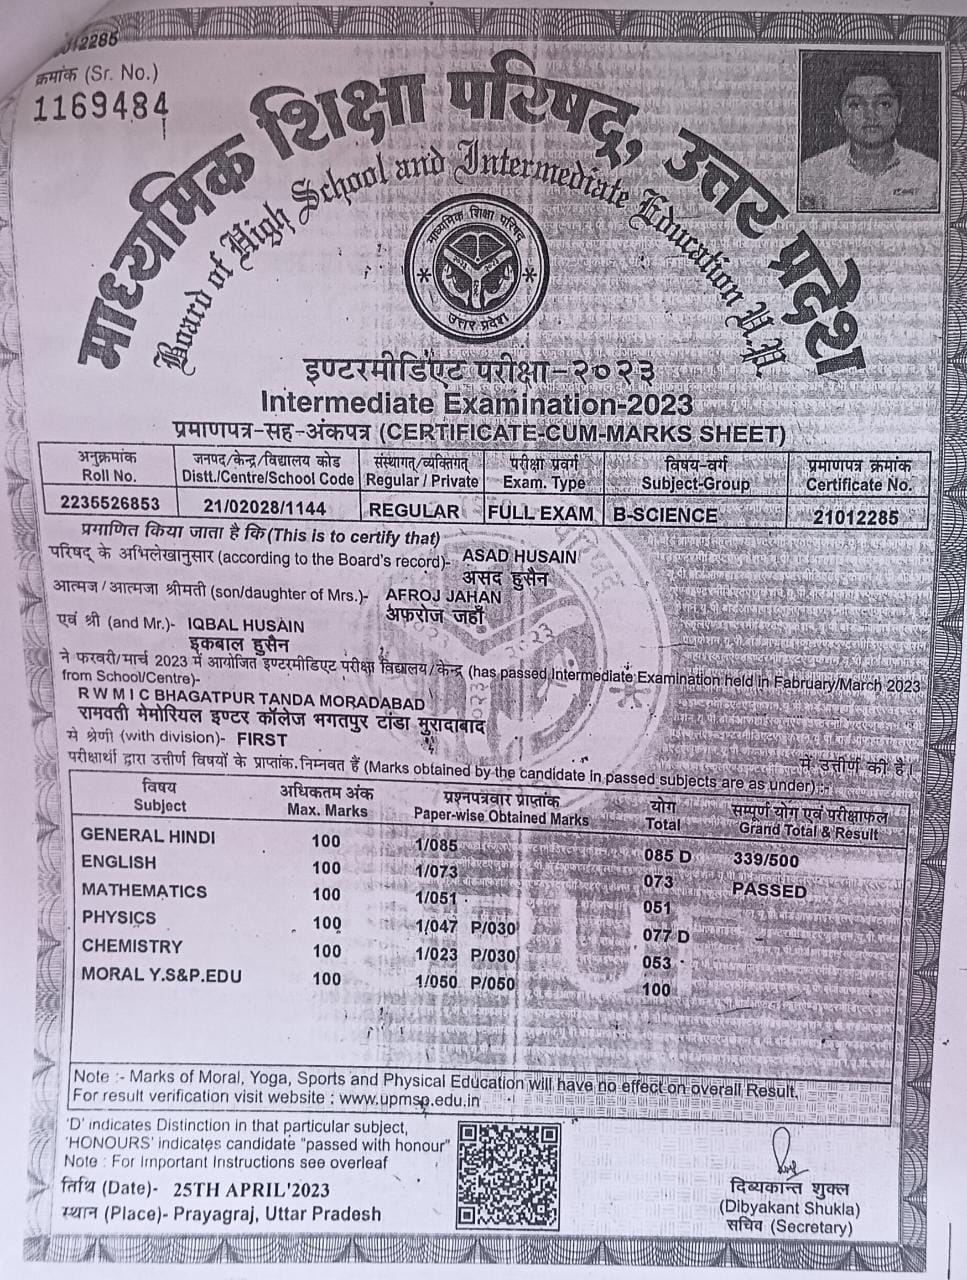 012285
क्रमांक (Sr. No.)
1169484
माध्यमिक शिक्षा परिषद्, उत्तर प्रदेश
Board of High School and Intermediate Education U.P.
माध्यमिक शिक्षा परिषद्
उत्तर प्रदेश
इण्टरमीडिएट परीक्षा-२०२३
Intermediate Examination-2023
प्रमाणपत्र-सह-अंकपत्र (CERTIFICATE-CUM-MARKS SHEET)
अनुक्रमांक जनपद/केन्द्र/विद्यालय कोड संस्थागत्/व्यक्तिगत् परीक्षा प्रवर्ग विषय-वर्ग प्रमाणपत्र क्रमांक
Roll No. Distt./Centre/School Code Regular / Private Exam. Type Subject-Group Certificate No.
2235526853 21/02028/1144 REGULAR FULL EXAM B-SCIENCE 21012285
प्रमाणित किया जाता है कि(This is to certify that)
परिषद् के अभिलेखानुसार (according to the Board's record)- ASAD HUSAIN
असद हुसैन
आत्मज/आत्मजा श्रीमती (son/daughter of Mrs.)- AFROJ JAHAN
अफरोज जहाँ
एवं श्री (and Mr.)- IQBAL HUSAIN
इकबाल हुसैन
ने फरवरी/मार्च 2023 में आयोजित इण्टरमीडिएट परीक्षा विद्यालय/केन्द्र (has passed Intermediate Examination held in Fabruary/March 2023
from School/Centre)-
R W M I C BHAGATPUR TANDA MORADABAD
रामवती मेमोरियल इण्टर कॉलेज भगतपुर टांडा मुरादाबाद
से श्रेणी (with division)- FIRST
में उत्तीर्ण की है।
परीक्षार्थी द्वारा उत्तीर्ण विषयों के प्राप्तांक निम्नवत हैं (Marks obtained by the candidate in passed subjects are as under) :-
विषय अधिकतम अंक प्रश्नपत्रवार प्राप्तांक योग सम्पूर्ण योग एवं परीक्षाफल
Subject Max. Marks Paper-wise Obtained Marks Total Grand Total & Result
GENERAL HINDI 100 1/085 085 D 339/500
ENGLISH 100 1/073 073 PASSED
MATHEMATICS 100 1/051 051
PHYSICS 100 1/047 P/030 077 D
CHEMISTRY 100 1/023 P/030 053
MORAL Y.S&P.EDU 100 1/050 P/050 100
Note :- Marks of Moral, Yoga, Sports and Physical Education will have no effect on overall Result.
For result verification visit website : www.upmsp.edu.in
'D' indicates Distinction in that particular subject,
'HONOURS' indicates candidate "passed with honour"
Note : For Important Instructions see overleaf
तिथि (Date)- 25TH APRIL'2023
स्थान (Place)- Prayagraj, Uttar Pradesh
दिब्यकान्त शुक्ल
(Dibyakant Shukla)
सचिव (Secretary)